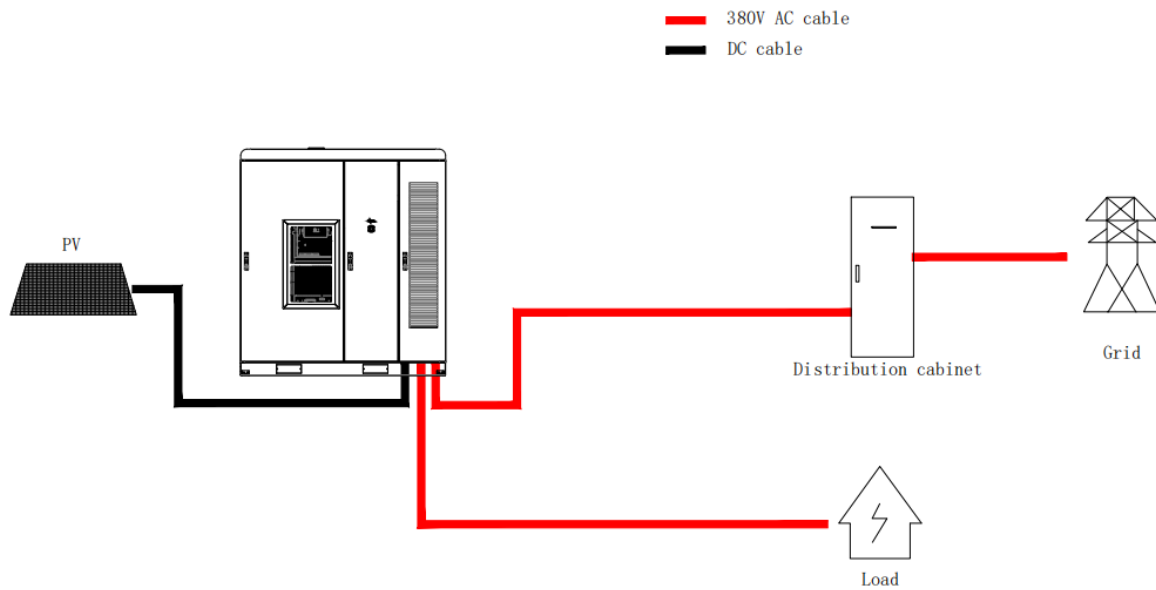 380V AC cable
DC cable
PV
Grid
Distribution cabinet
Load